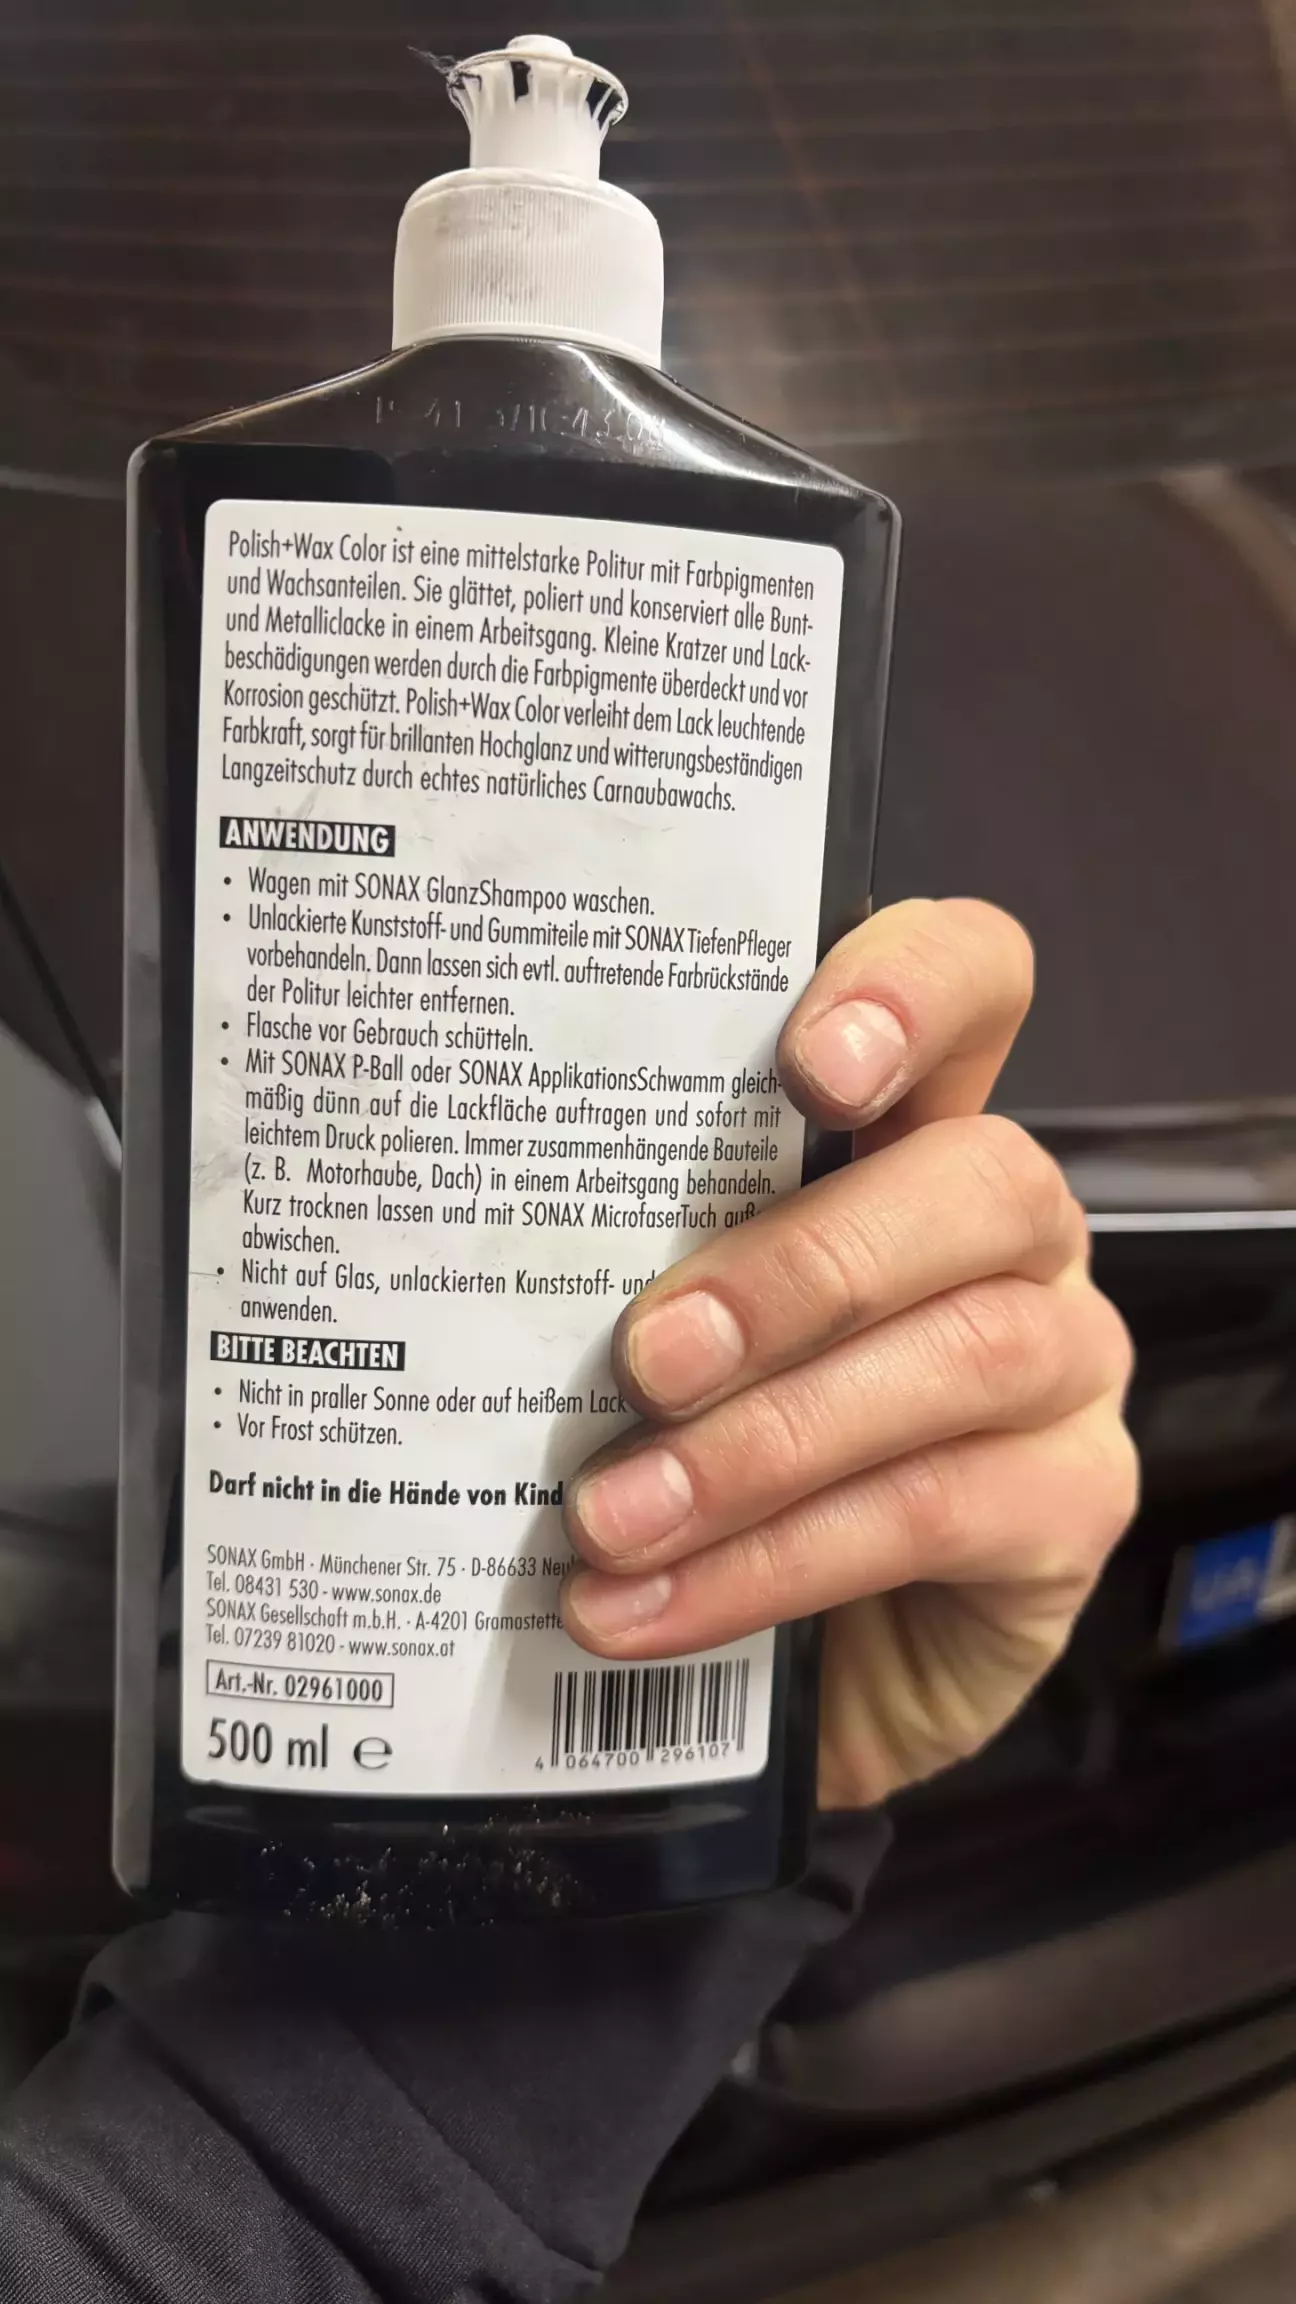 Polish+Wax Color ist eine mittelstarke Politur mit Farbpigmenten
und Wachsanteilen. Sie glättet, poliert und konserviert alle Bunt-
und Metalliclacke in einem Arbeitsgang. Kleine Kratzer und Lack-
beschädigungen werden durch die Farbpigmente überdeckt und vor
Korrosion geschützt. Polish+Wax Color verleiht dem Lack leuchtende
Farbkraft, sorgt für brillanten Hochglanz und witterungsbeständigen
Langzeitschutz durch echtes natürliches Carnaubawachs.
ANWENDUNG
• Wagen mit SONAX GlanzShampoo waschen.
• Unlackierte Kunststoff- und Gummiteile mit SONAX TiefenPfleger
vorbehandeln. Dann lassen sich evtl. auftretende Farbrückstände
der Politur leichter entfernen.
• Flasche vor Gebrauch schütteln.
• Mit SONAX P-Ball oder SONAX ApplikationsSchwamm gleich-
mäßig dünn auf die Lackfläche auftragen und sofort mit
leichtem Druck polieren. Immer zusammenhängende Bauteile
(z. B. Motorhaube, Dach) in einem Arbeitsgang behandeln.
Kurz trocknen lassen und mit SONAX MicrofaserTuch
abwischen.
• Nicht auf Glas, unlackierten Kunststoff- und
anwenden.
BITTE BEACHTEN
• Nicht in praller Sonne oder auf heißem Lack
• Vor Frost schützen.
Darf nicht in die Hände von Kind
SONAX GmbH · Münchener Str. 75 · D-86633
Tel. 08431 530 - www.sonax.de
SONAX Gesellschaft m.b.H. · A-4201 Gramastette
Tel. 07239 81020 - www.sonax.at
Art.-Nr. 02961000
500 ml ℮
4 064700 296107
UA